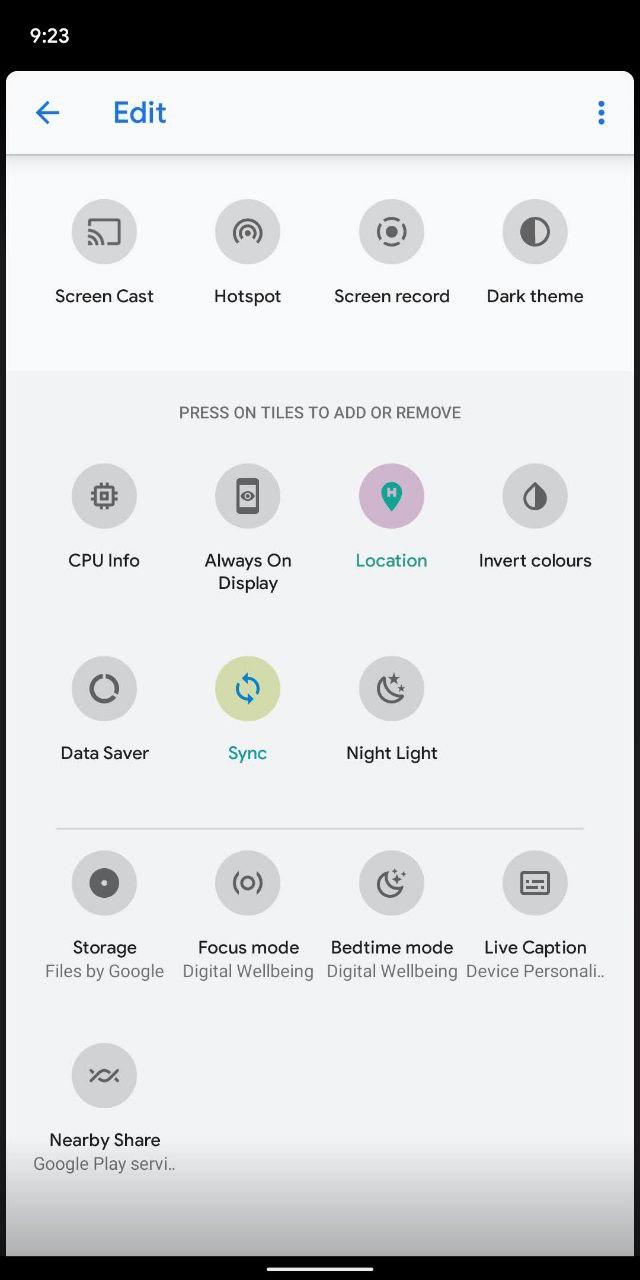 9:23
Edit
Screen Cast
Hotspot
Screen record
Dark theme
PRESS ON TILES TO ADD OR REMOVE
CPU Info
Always On
Display
Location
Invert colours
Data Saver
Sync
Night Light
Storage
Files by Google
Focus mode
Digital Wellbeing
Bedtime mode
Digital Wellbeing
Live Caption
Device Personali..
Nearby Share
Google Play servi..